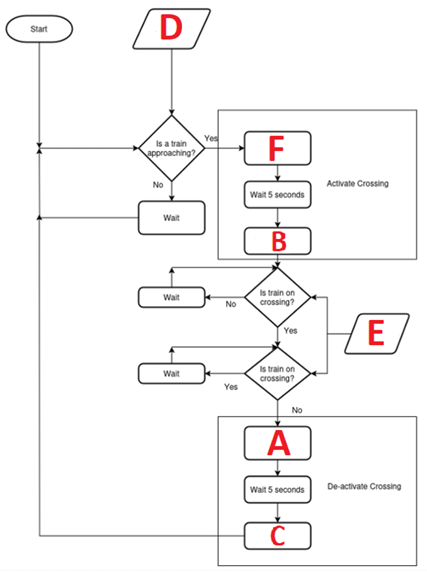 Start
D
Is a train
approaching?
Yes
No
Wait
F
Wait 5 seconds
B
Activate Crossing
Is train on
crossing?
No
Wait
Yes
E
Is train on
crossing?
Yes
Wait
No
A
Wait 5 seconds
C
De-activate Crossing